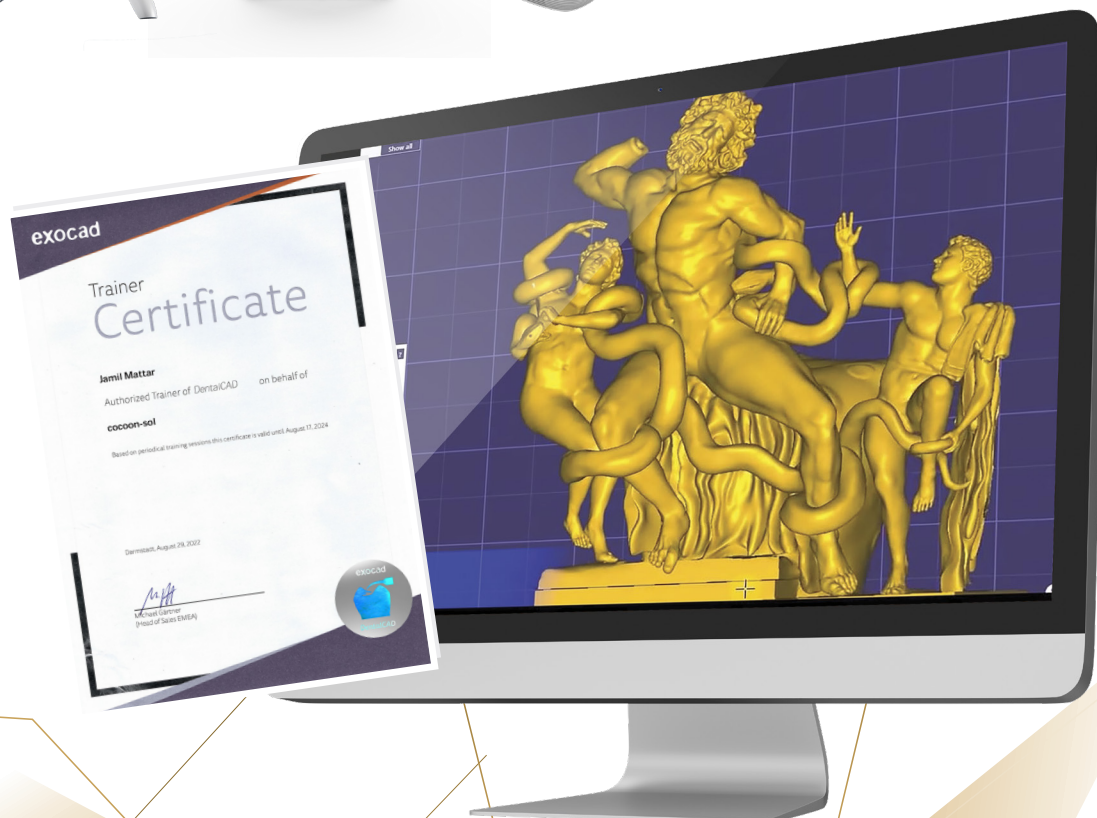 Show all
exocad
Trainer
Certificate
Jamil Mattar
Authorized Trainer of DentalCAD on behalf of
cocoon-sol
Based on periodical training sessions this certificate is valid until August 17, 2024
Darmstadt, August 29, 2022
Michael Gärtner
(Head of Sales EMEA)
exocad